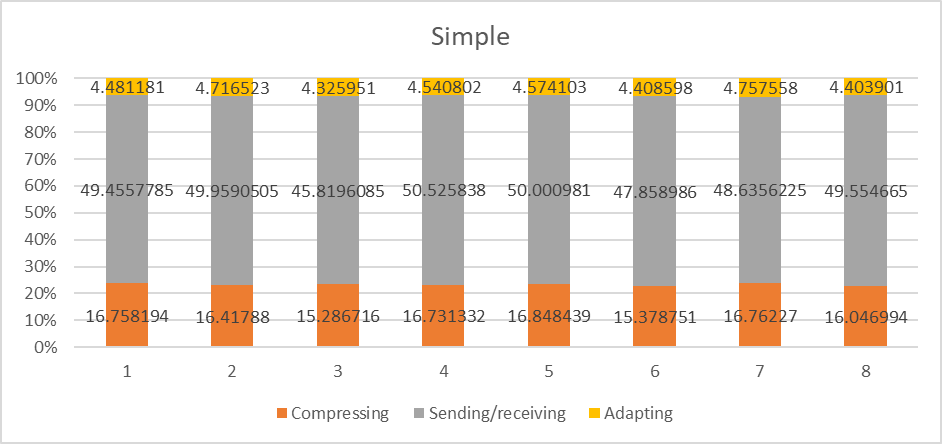 Simple
100%
4.481181 4.716523 4.325951 4.540802 4.574103 4.408598 4.757558 4.403901
90%
80%
70%
60%
49.4557785 49.9590505 45.8196085 50.525838 50.000981 47.858986 48.6356225 49.554665
50%
40%
30%
20%
10% 16.758194 16.41788 15.286716 16.731332 16.848439 15.378751 16.76227 16.046994
0%
1 2 3 4 5 6 7 8
Compressing Sending/receiving Adapting